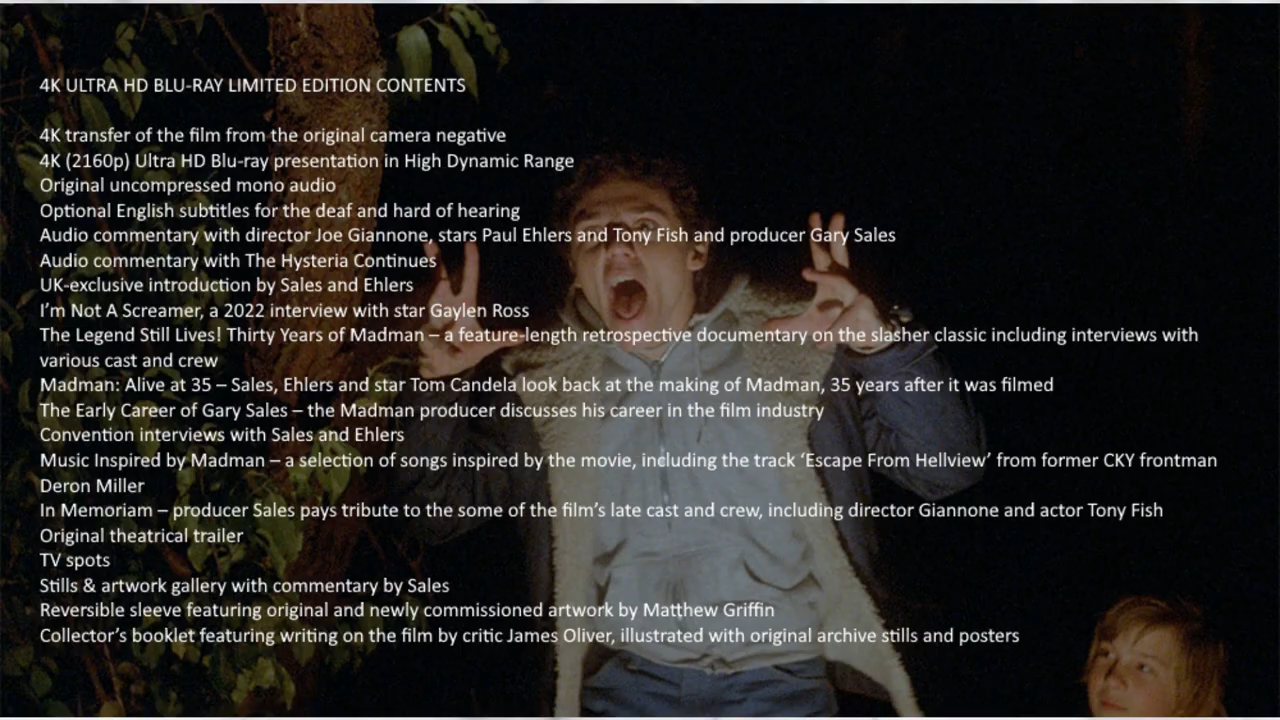 4K ULTRA HD BLU-RAY LIMITED EDITION CONTENTS
4K transfer of the film from the original camera negative
4K (2160p) Ultra HD Blu-ray presentation in High Dynamic Range
Original uncompressed mono audio
Optional English subtitles for the deaf and hard of hearing
Audio commentary with director Joe Giannone, stars Paul Ehlers and Tony Fish and producer Gary Sales
Audio commentary with The Hysteria Continues
UK-exclusive introduction by Sales and Ehlers
I'm Not A Screamer, a 2022 interview with star Gaylen Ross
The Legend Still Lives! Thirty Years of Madman – a feature-length retrospective documentary on the slasher classic including interviews with
various cast and crew
Madman: Alive at 35 – Sales, Ehlers and star Tom Candela look back at the making of Madman, 35 years after it was filmed
The Early Career of Gary Sales – the Madman producer discusses his career in the film industry
Convention interviews with Sales and Ehlers
Music Inspired by Madman – a selection of songs inspired by the movie, including the track ‘Escape From Hellview’ from former CKY frontman
Deron Miller
In Memoriam – producer Sales pays tribute to the some of the film’s late cast and crew, including director Giannone and actor Tony Fish
Original theatrical trailer
TV spots
Stills & artwork gallery with commentary by Sales
Reversible sleeve featuring original and newly commissioned artwork by Matthew Griffin
Collector’s booklet featuring writing on the film by critic James Oliver, illustrated with original archive stills and posters